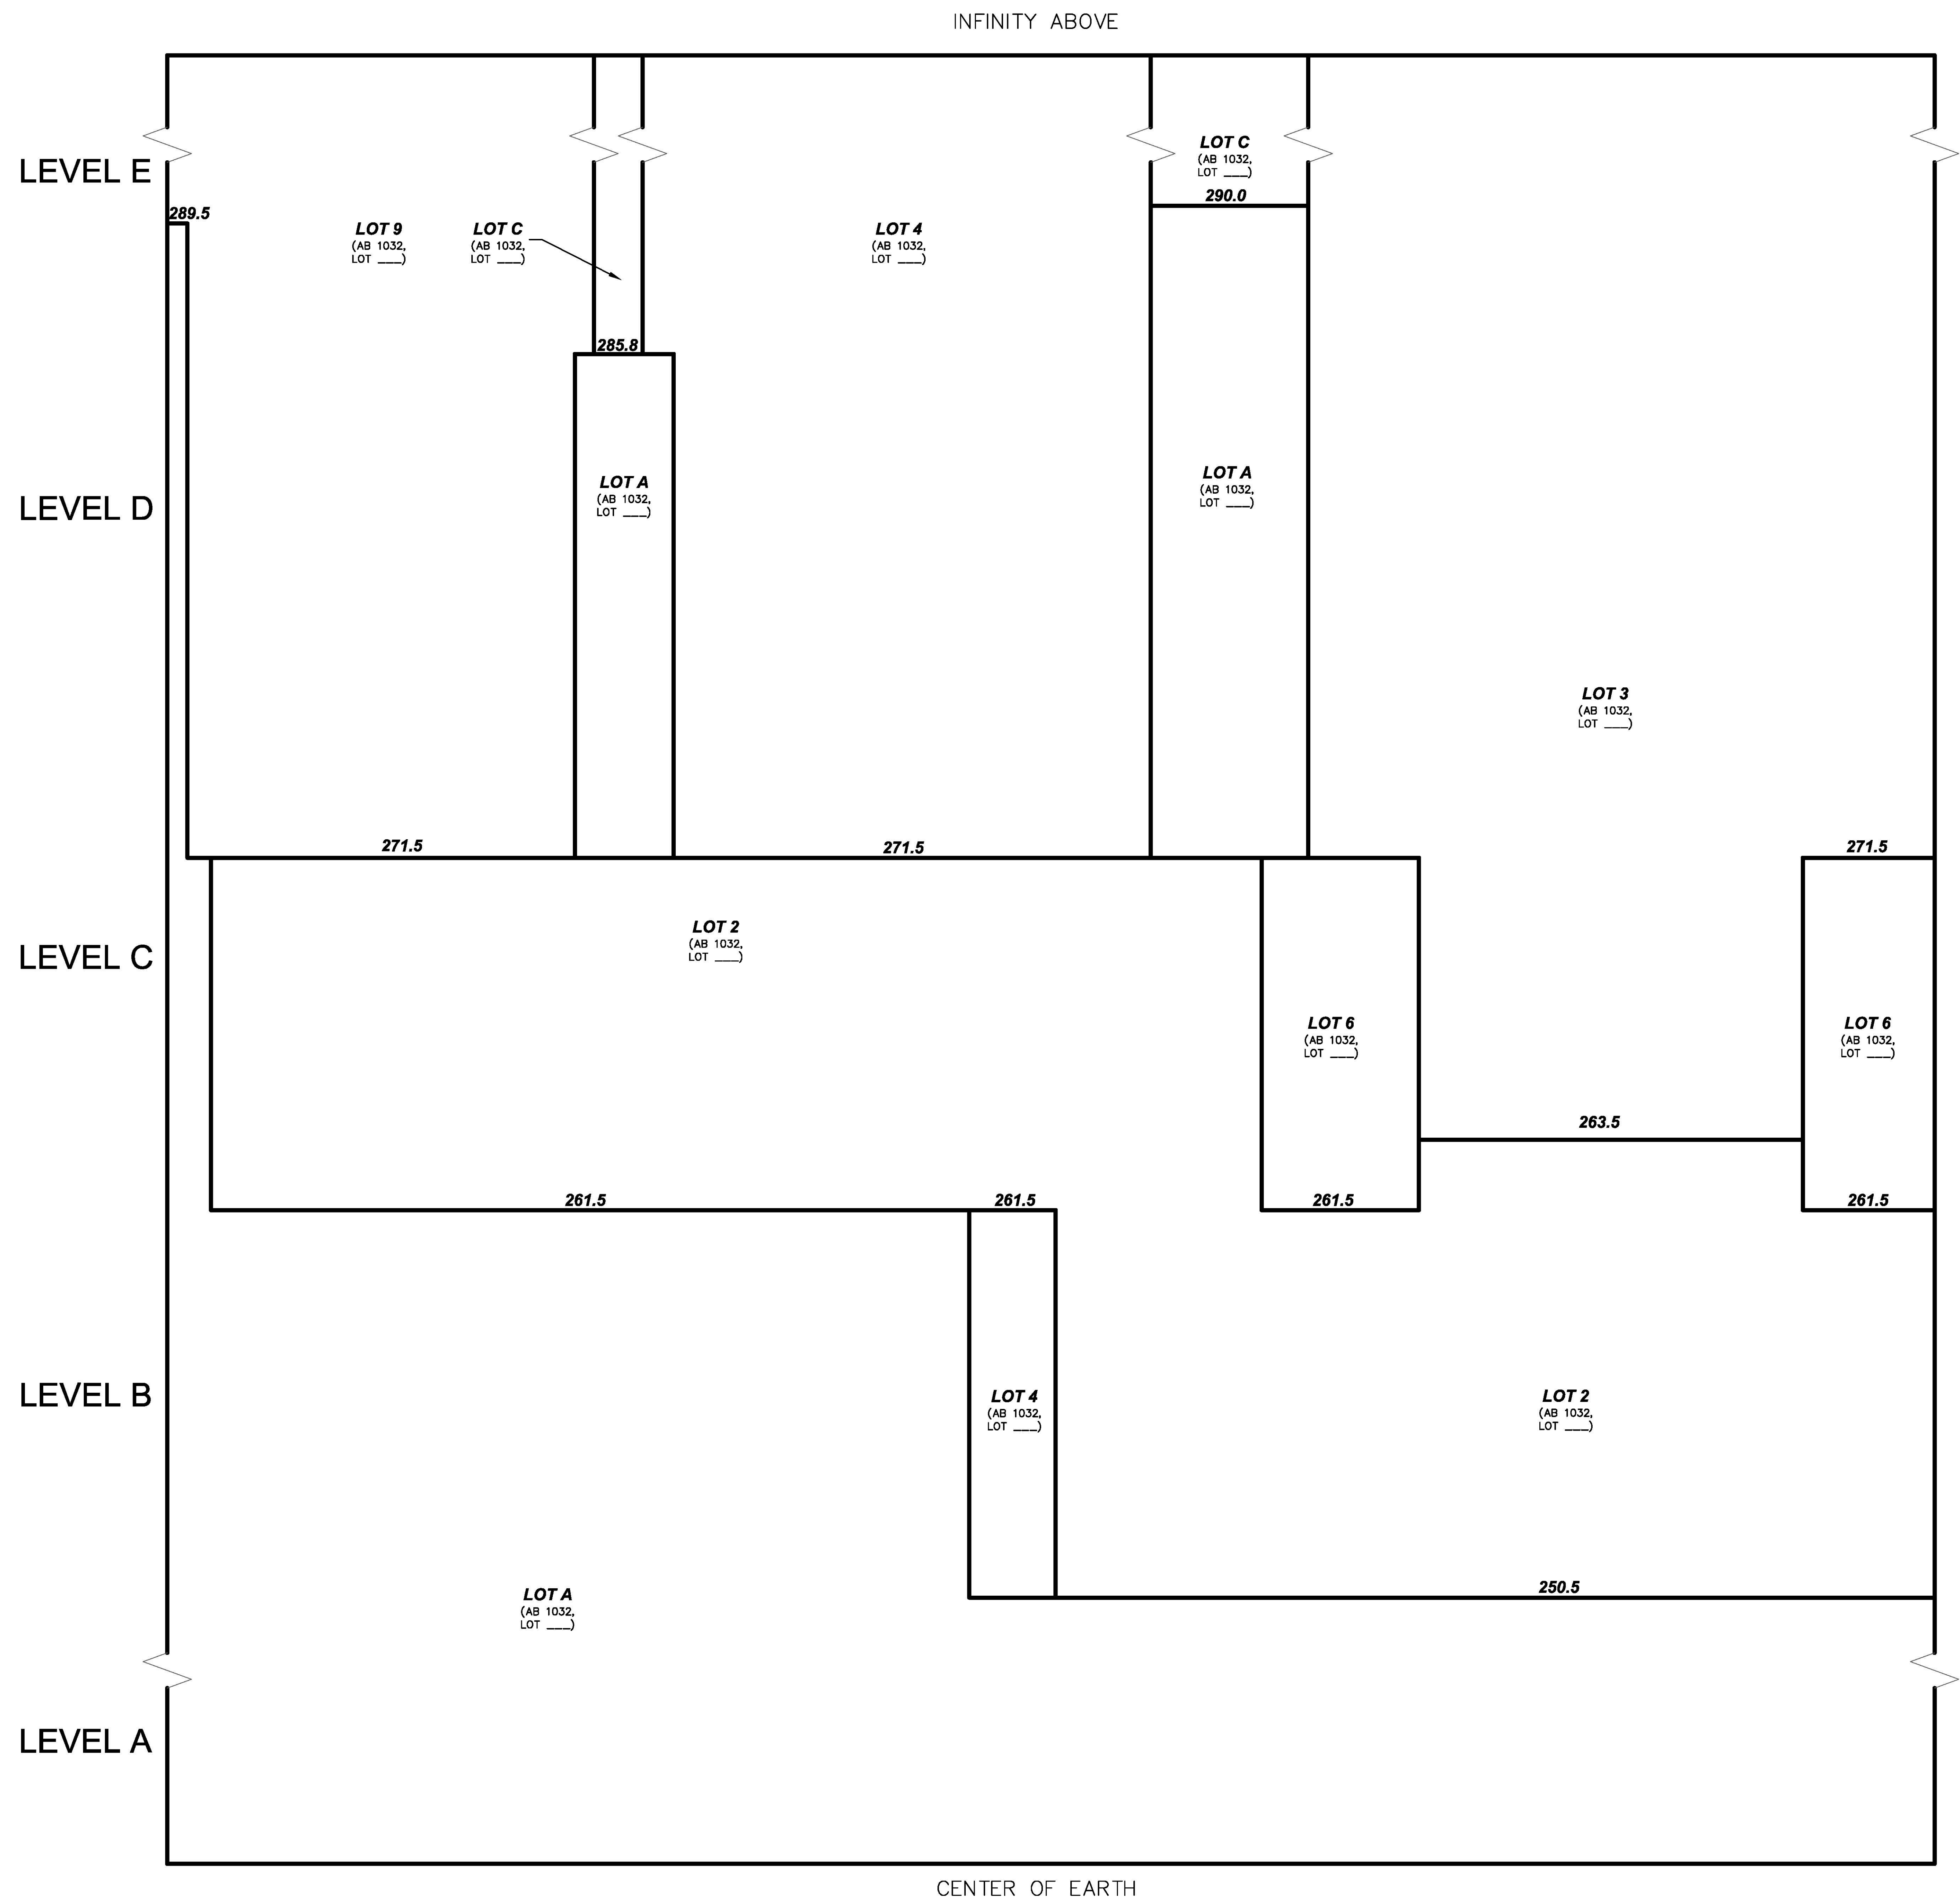 INFINITY ABOVE
LOT C
(AB 1032,
LOT ___)
LEVEL E
290.0
289.5
LOT 9
(AB 1032,
LOT ___)
LOT C
(AB 1032,
LOT ___)
LOT 4
(AB 1032,
LOT ___)
285.8
LOT A
(AB 1032,
LOT ___)
LOT A
(AB 1032,
LOT ___)
LEVEL D
LOT 3
(AB 1032,
LOT ___)
271.5
271.5
271.5
LOT 2
(AB 1032,
LOT ___)
LEVEL C
LOT 6
(AB 1032,
LOT ___)
LOT 6
(AB 1032,
LOT ___)
263.5
261.5
261.5
261.5
261.5
LEVEL B
LOT 4
(AB 1032,
LOT ___)
LOT 2
(AB 1032,
LOT ___)
250.5
LOT A
(AB 1032,
LOT ___)
LEVEL A
CENTER OF EARTH